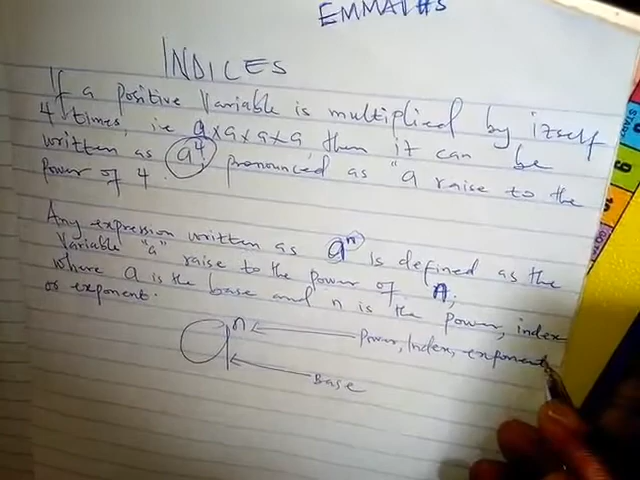 EMMATHS
INDICES
If a positive Variable is multiplied by itself
4 times, ie a×a×a×a, then it can be
written as a⁴, pronounced as "a raise to the
power of 4.
Any expression written as aⁿ is defined as the
Variable "a" raise to the power of n,
where a is the base and n is the power, index
or exponent.
aⁿ
Power, Index, exponent
Base